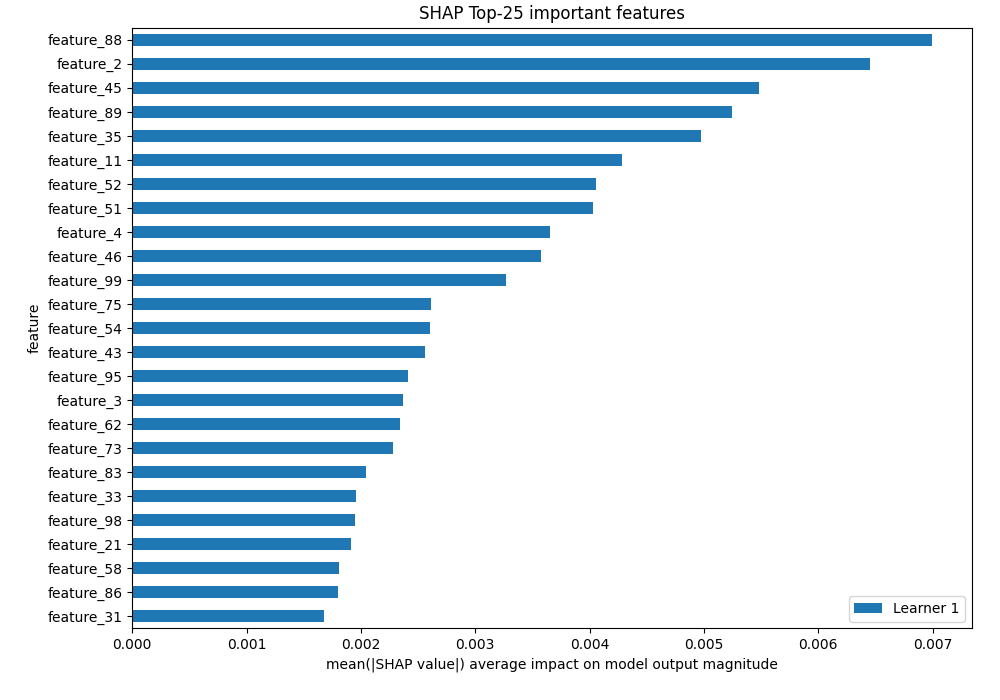 SHAP Top-25 important features
feature_88
feature_2
feature_45
feature_89
feature_35
feature_11
feature_52
feature_51
feature_4
feature_46
feature_99
feature_75
feature_54
feature_43
feature_95
feature_3
feature_62
feature_73
feature_83
feature_33
feature_98
feature_21
feature_58
feature_86
feature_31
feature
Learner 1
0.000 0.001 0.002 0.003 0.004 0.005 0.006 0.007
mean(|SHAP value|) average impact on model output magnitude